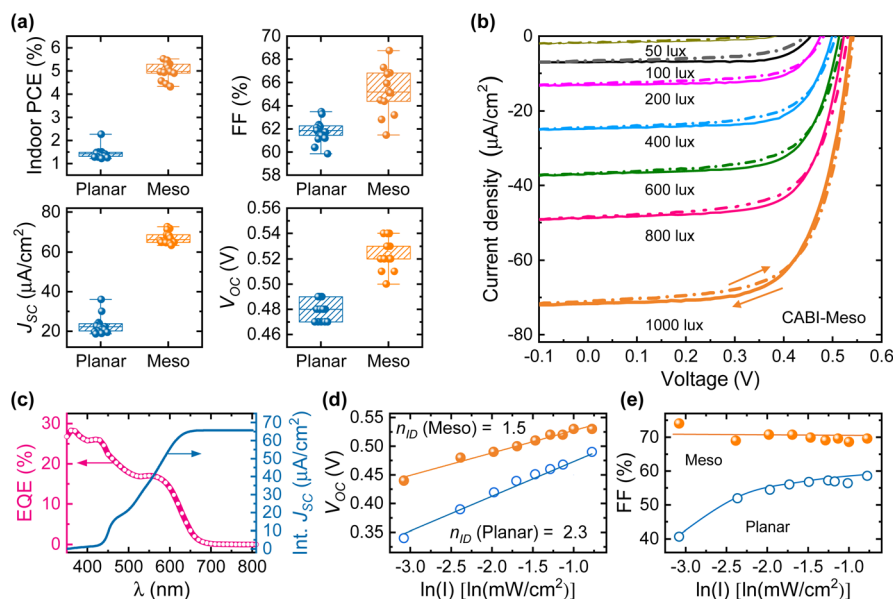 (a)
Indoor PCE (%)
6
5
4
3
2
1
Planar
Meso
FF (%)
70
68
66
64
62
60
Planar
Meso
J_SC (µA/cm²)
80
60
40
20
Planar
Meso
V_OC (V)
0.56
0.54
0.52
0.50
0.48
0.46
Planar
Meso
(b)
Current density (µA/cm²)
0
-20
-40
-60
-80
50 lux
100 lux
200 lux
400 lux
600 lux
800 lux
1000 lux
CABI-Meso
-0.1 0.0 0.1 0.2 0.3 0.4 0.5 0.6
Voltage (V)
(c)
EQE (%)
30
20
10
0
Int. J_SC (µA/cm²)
70
60
50
40
30
20
10
0
400 500 600 700 800
λ (nm)
(d)
V_OC (V)
0.55
0.50
0.45
0.40
0.35
n_ID (Meso) = 1.5
n_ID (Planar) = 2.3
-3.0 -2.5 -2.0 -1.5 -1.0
ln(I) [ln(mW/cm²)]
(e)
FF (%)
80
70
60
50
40
Meso
Planar
-3.0 -2.5 -2.0 -1.5 -1.0
ln(I) [ln(mW/cm²)]